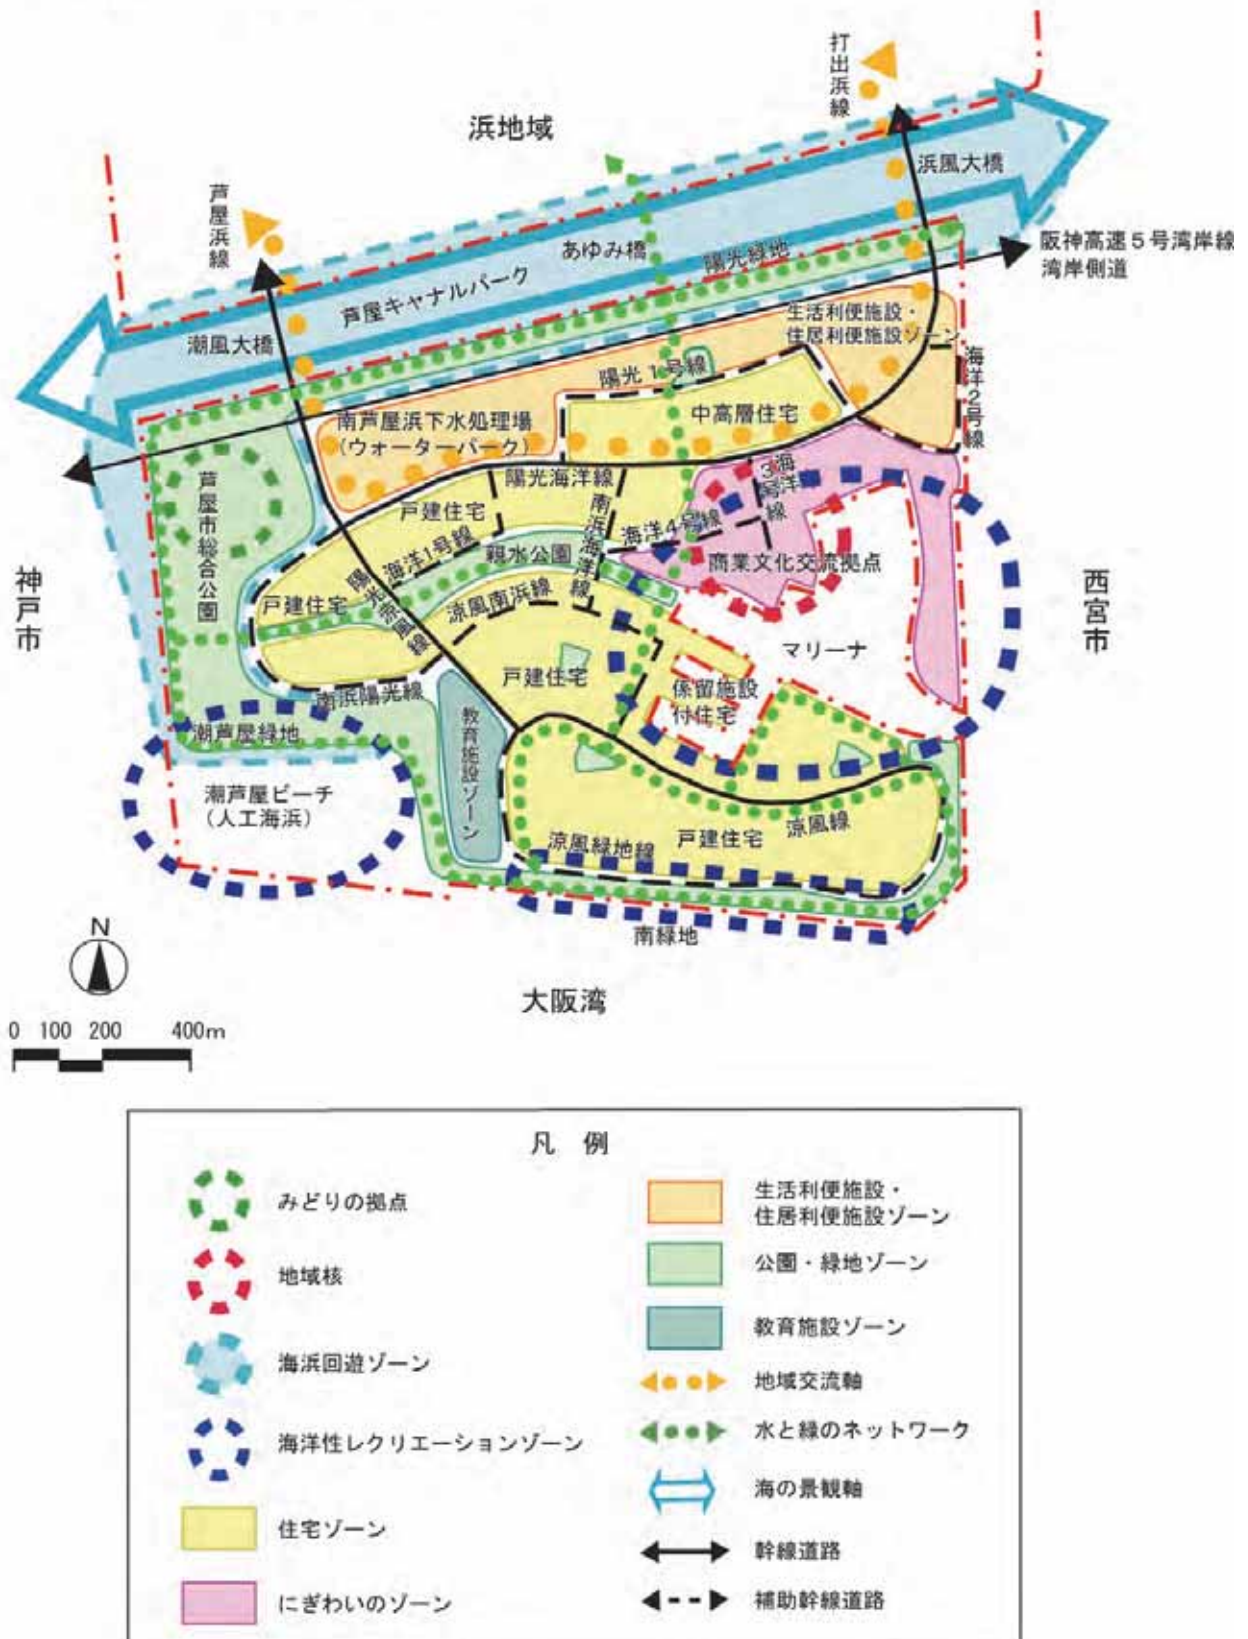 打出浜線
浜地域
浜風大橋
芦屋浜線
あゆみ橋
陽光緑地
阪神高速5号湾岸線
湾岸側道
芦屋キャナルパーク
潮風大橋
生活利便施設・
住居利便施設ゾーン
海洋2号線
陽光1号線
南芦屋浜下水処理場
(ウォーターパーク)
中高層住宅
芦屋市総合公園
陽光海洋線
海洋3号線
戸建住宅
南浜海洋線
海洋4号線
海洋1号線
親水公園
商業文化交流拠点
神戸市
西宮市
戸建住宅
陽光涼風線
涼風南浜線
マリーナ
戸建住宅
係留施設
付住宅
南浜陽光線
教育施設ゾーン
潮芦屋緑地
潮芦屋ビーチ
(人工海浜)
涼風緑地線
戸建住宅
涼風線
南緑地
N
大阪湾
0 100 200 400m
凡 例
みどりの拠点
地域核
海浜回遊ゾーン
海洋性レクリエーションゾーン
住宅ゾーン
にぎわいのゾーン
生活利便施設・
住居利便施設ゾーン
公園・緑地ゾーン
教育施設ゾーン
地域交流軸
水と緑のネットワーク
海の景観軸
幹線道路
補助幹線道路